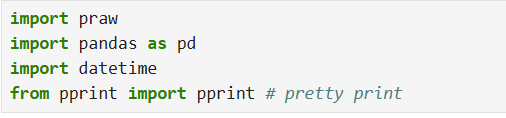 import praw
import pandas as pd
import datetime
from pprint import pprint # pretty print